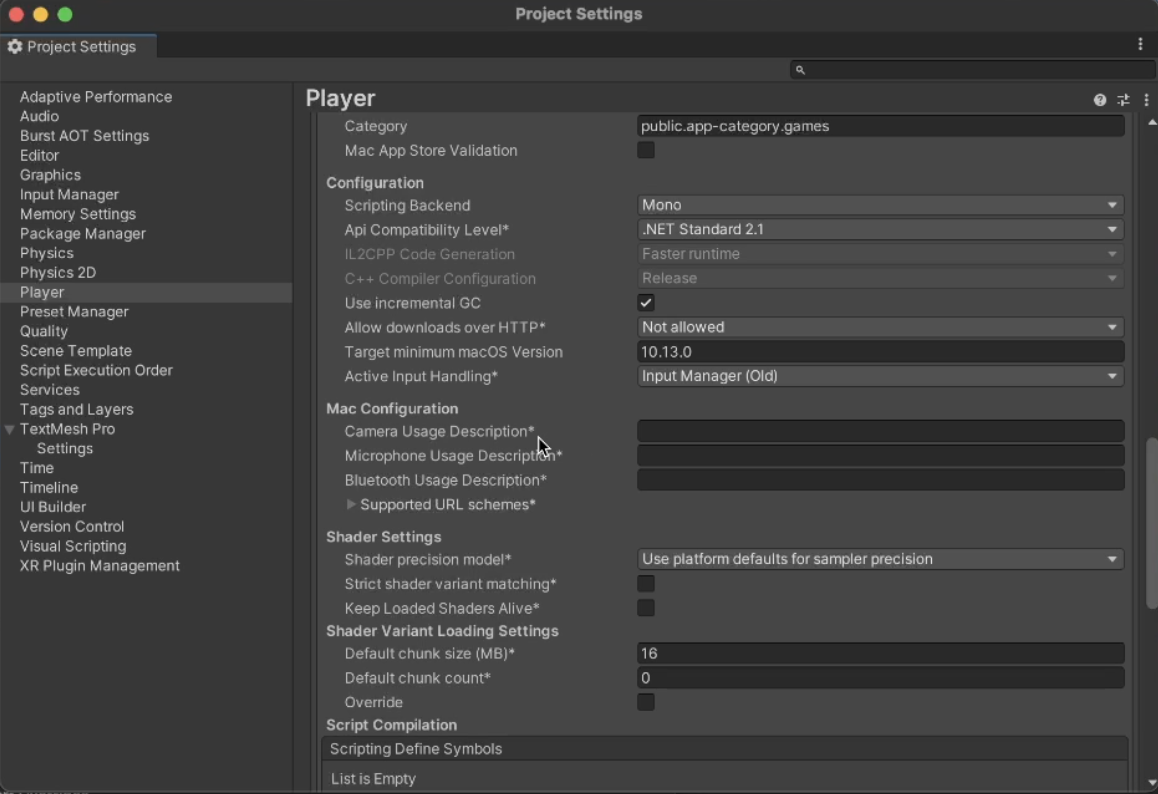 Project Settings
Project Settings
Adaptive Performance
Audio
Burst AOT Settings
Editor
Graphics
Input Manager
Memory Settings
Package Manager
Physics
Physics 2D
Player
Preset Manager
Quality
Scene Template
Script Execution Order
Services
Tags and Layers
TextMesh Pro
Settings
Time
Timeline
UI Builder
Version Control
Visual Scripting
XR Plugin Management
Player
Category public.app-category.games
Mac App Store Validation
Configuration
Scripting Backend Mono
Api Compatibility Level* .NET Standard 2.1
IL2CPP Code Generation Faster runtime
C++ Compiler Configuration Release
Use incremental GC
Allow downloads over HTTP* Not allowed
Target minimum macOS Version 10.13.0
Active Input Handling* Input Manager (Old)
Mac Configuration
Camera Usage Description*
Microphone Usage Description*
Bluetooth Usage Description*
Supported URL schemes*
Shader Settings
Shader precision model* Use platform defaults for sampler precision
Strict shader variant matching*
Keep Loaded Shaders Alive*
Shader Variant Loading Settings
Default chunk size (MB)* 16
Default chunk count* 0
Override
Script Compilation
Scripting Define Symbols
List is Empty